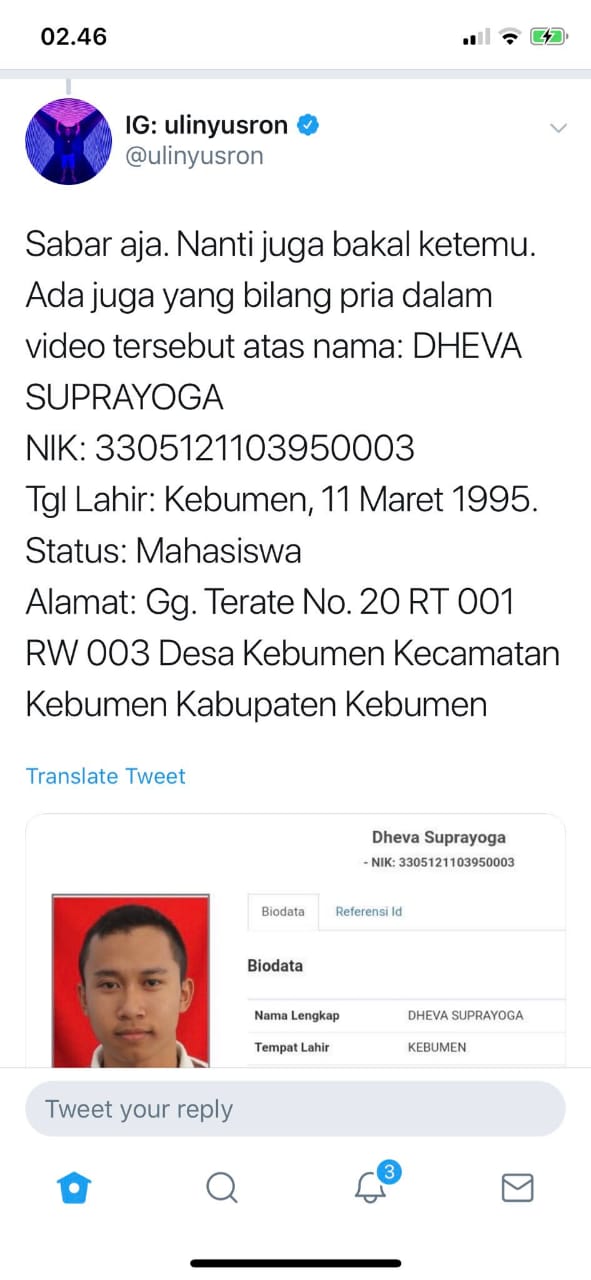 02.46
IG: ulinyusron
@ulinyusron
Sabar aja. Nanti juga bakal ketemu.
Ada juga yang bilang pria dalam
video tersebut atas nama: DHEVA
SUPRAYOGA
NIK: 3305121103950003
Tgl Lahir: Kebumen, 11 Maret 1995.
Status: Mahasiswa
Alamat: Gg. Terate No. 20 RT 001
RW 003 Desa Kebumen Kecamatan
Kebumen Kabupaten Kebumen
Translate Tweet
Dheva Suprayoga
- NIK: 3305121103950003
Biodata Referensi Id
Biodata
Nama Lengkap DHEVA SUPRAYOGA
Tempat Lahir KEBUMEN
Tweet your reply
3